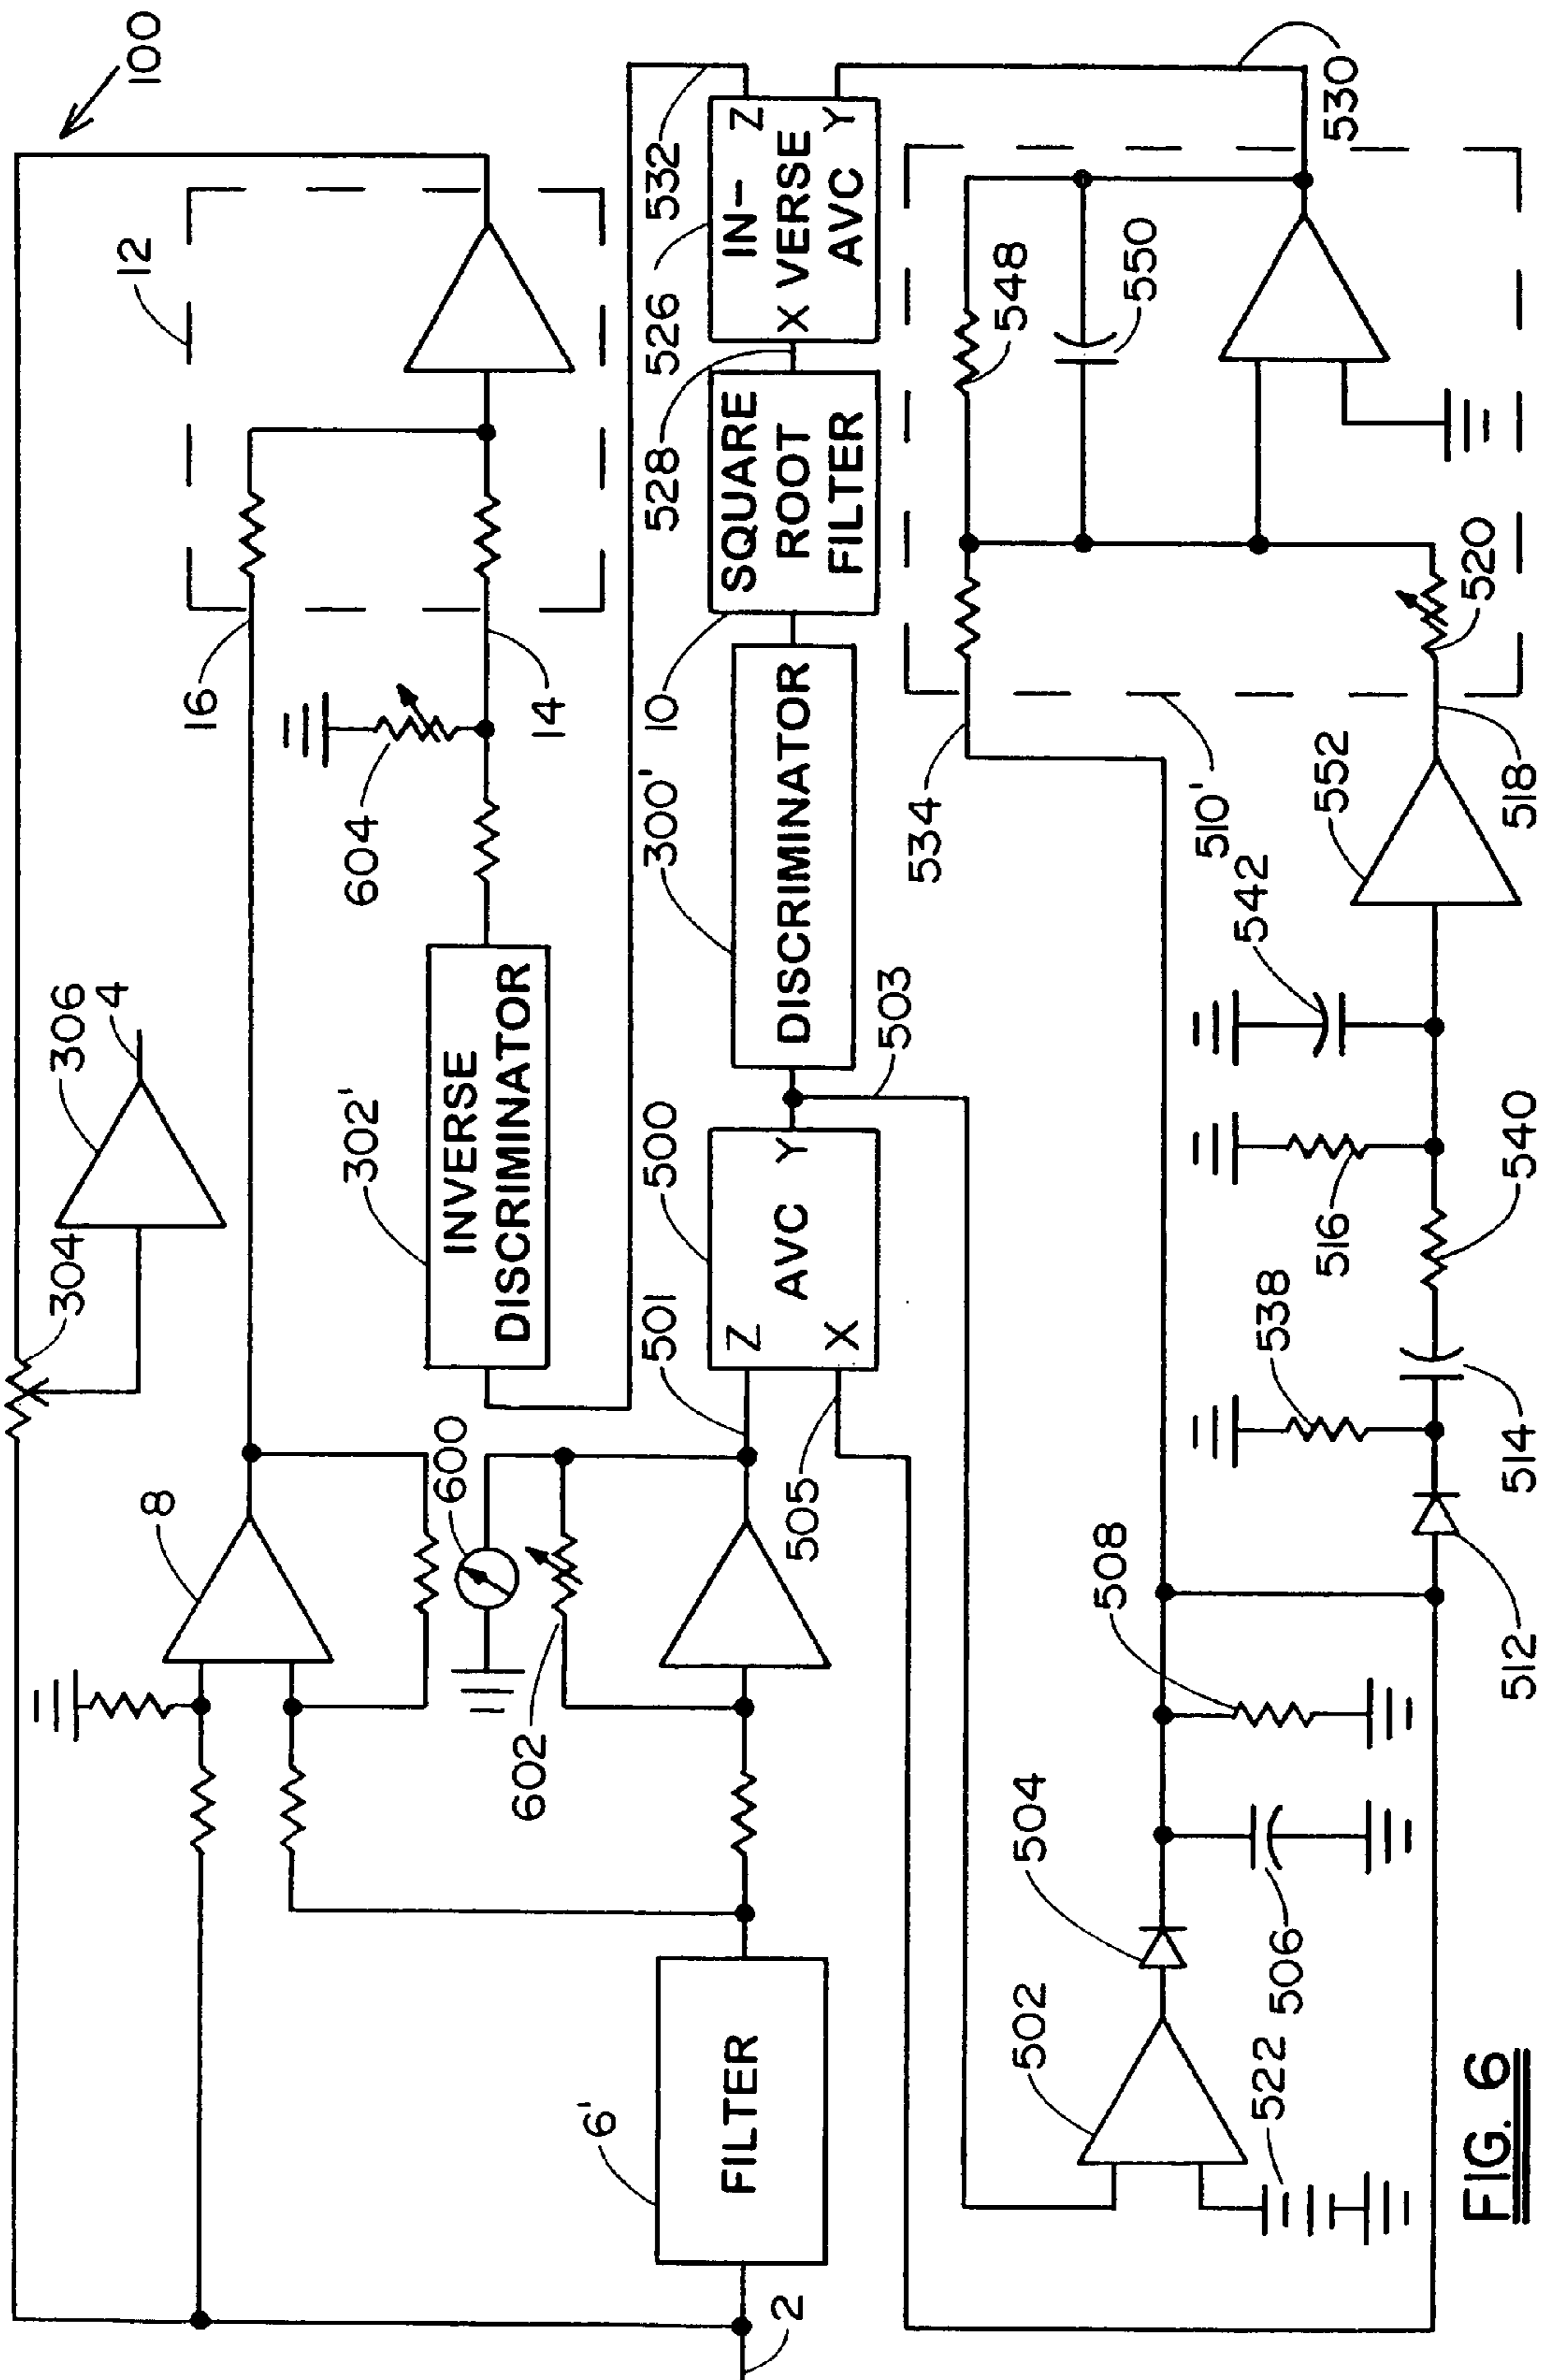 100
12
16
14
604
306
4
304
302'
INVERSE
DISCRIMINATOR
8
600
602
6'
FILTER
2
501
Z
X
AVC
Y
500
505
503
300'
DISCRIMINATOR
10
SQUARE
ROOT
FILTER
528
526
IN-
X VERSE
AVC
Z
Y
532
530
534
510'
548
550
520
518
552
542
516
540
538
514
512
508
504
506
502
522
FIG. 6